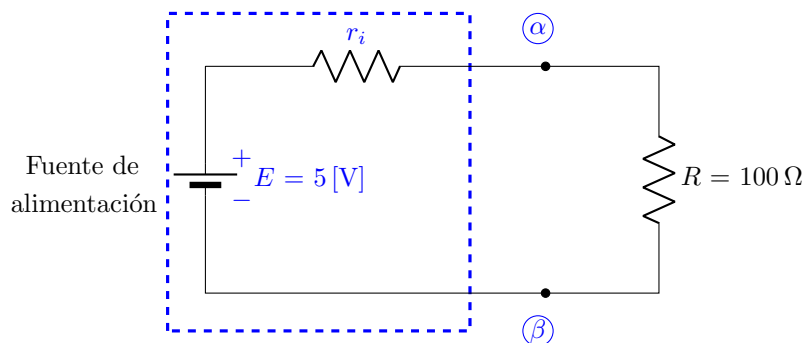 α
r_i
Fuente de
alimentación
+
E = 5 [V]
−
R = 100 Ω
β